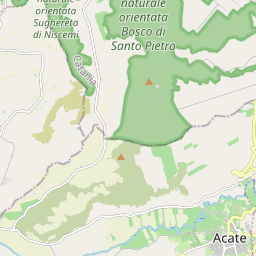 naturale
orientata
Sughereta
di Niscemi
naturale
orientata
Bosco di
Santo Pietro
Catania
Acate